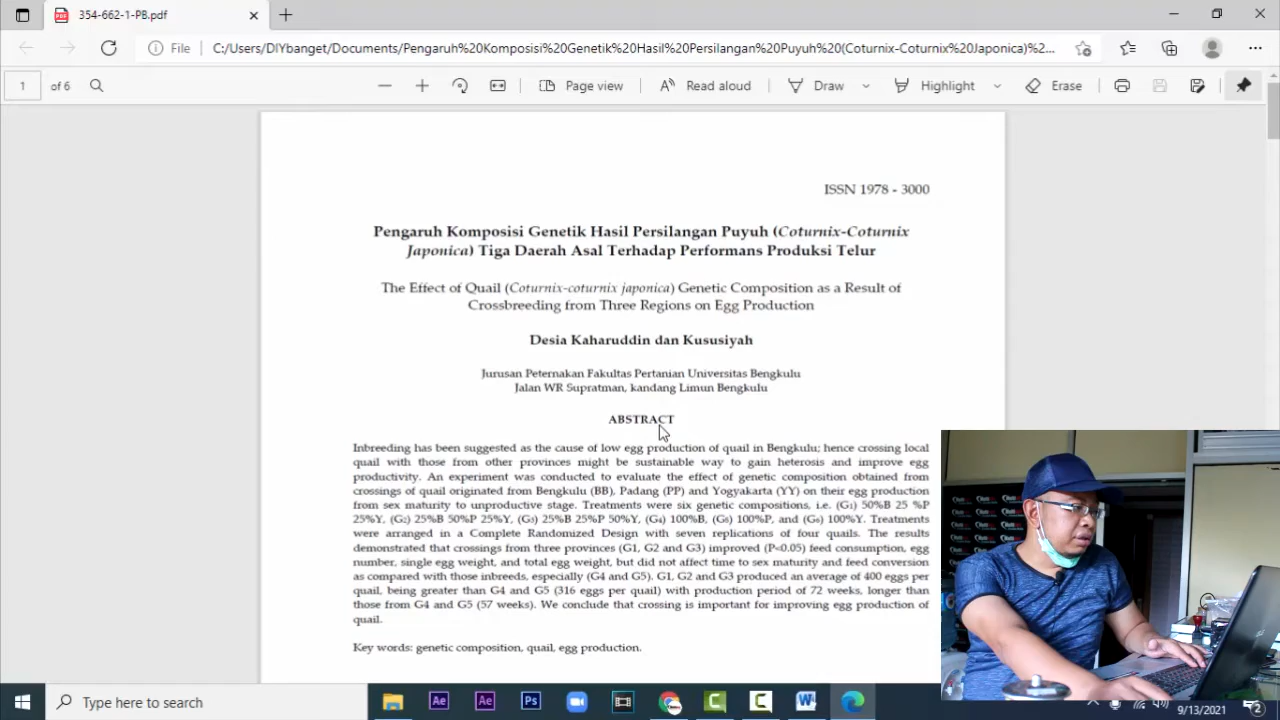 354-662-1-PB.pdf
File
C:/Users/DIYbanget/Documents/Pengaruh%20Komposisi%20Genetik%20Hasil%20Persilangan%20Puyuh%20(Coturnix-Coturnix%20Japonica)%2...
1 of 6
Page view
Read aloud
Draw
Highlight
Erase
ISSN 1978 - 3000
Pengaruh Komposisi Genetik Hasil Persilangan Puyuh (Coturnix-Coturnix
Japonica) Tiga Daerah Asal Terhadap Performans Produksi Telur
The Effect of Quail (Coturnix-coturnix japonica) Genetic Composition as a Result of
Crossbreeding from Three Regions on Egg Production
Desia Kaharuddin dan Kususiyah
Jurusan Peternakan Fakultas Pertanian Universitas Bengkulu
Jalan WR Supratman, kandang Limun Bengkulu
ABSTRACT
Inbreeding has been suggested as the cause of low egg production of quail in Bengkulu; hence crossing local
quail with those from other provinces might be sustainable way to gain heterosis and improve egg
productivity. An experiment was conducted to evaluate the effect of genetic composition obtained from
crossings of quail originated from Bengkulu (BB), Padang (PP) and Yogyakarta (YY) on their egg production
from sex maturity to unproductive stage. Treatments were six genetic compositions, i.e. (G1) 50%B 25 %P
25%Y, (G2) 25%B 50%P 25%Y, (G3) 25%B 25%P 50%Y, (G4) 100%B, (G5) 100%P, and (G6) 100%Y. Treatments
were arranged in a Complete Randomized Design with seven replications of four quails. The results
demonstrated that crossings from three provinces (G1, G2 and G3) improved (P<0.05) feed consumption, egg
number, single egg weight, and total egg weight, but did not affect time to sex maturity and feed conversion
as compared with those inbreeds, especially (G4 and G5). G1, G2 and G3 produced an average of 400 eggs per
quail, being greater than G4 and G5 (316 eggs per quail) with production period of 72 weeks, longer than
those from G4 and G5 (57 weeks). We conclude that crossing is important for improving egg production of
quail.
Key words: genetic composition, quail, egg production.
Type here to search
Ae
Ae
Ps
W
9/13/2021
2